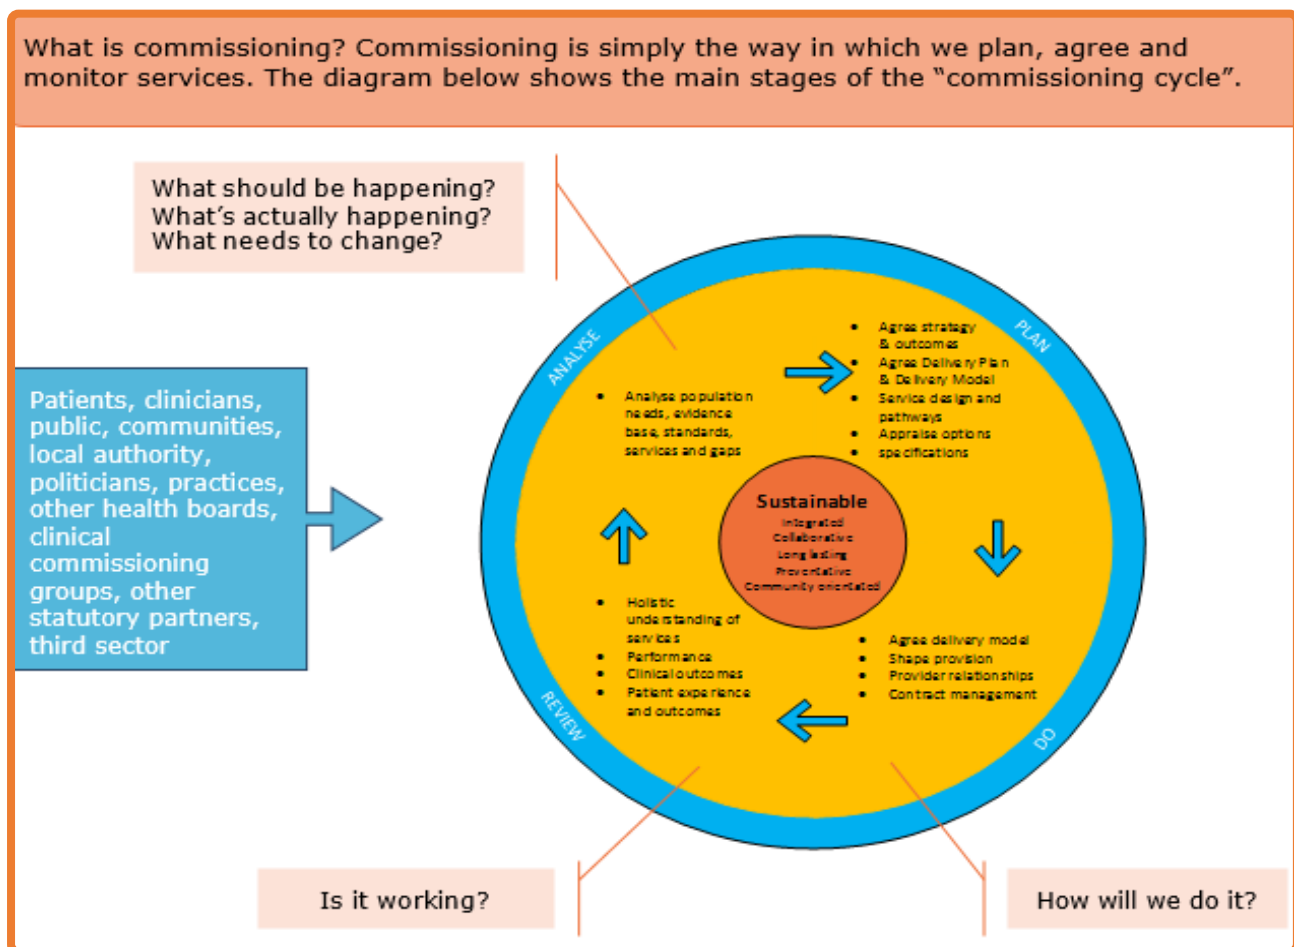 What is commissioning? Commissioning is simply the way in which we plan, agree and
monitor services. The diagram below shows the main stages of the “commissioning cycle”.
What should be happening?
What’s actually happening?
What needs to change?
Patients, clinicians,
public, communities,
local authority,
politicians, practices,
other health boards,
clinical
commissioning
groups, other
statutory partners,
third sector
ANALYSE
• Analyse population
needs, evidence
base, standards,
services and gaps
PLAN
• Agree strategy
& outcomes
• Agree Delivery Plan
& Delivery Model
• Service design and
pathways
• Appraise options
• specifications
Sustainable
Integrated
Collaborative
Long lasting
Preventative
Community orientated
DO
• Agree delivery model
• Shape provision
• Provider relationships
• Contract management
REVIEW
• Holistic
understanding of
services
• Performance
• Clinical outcomes
• Patient experience
and outcomes
Is it working?
How will we do it?